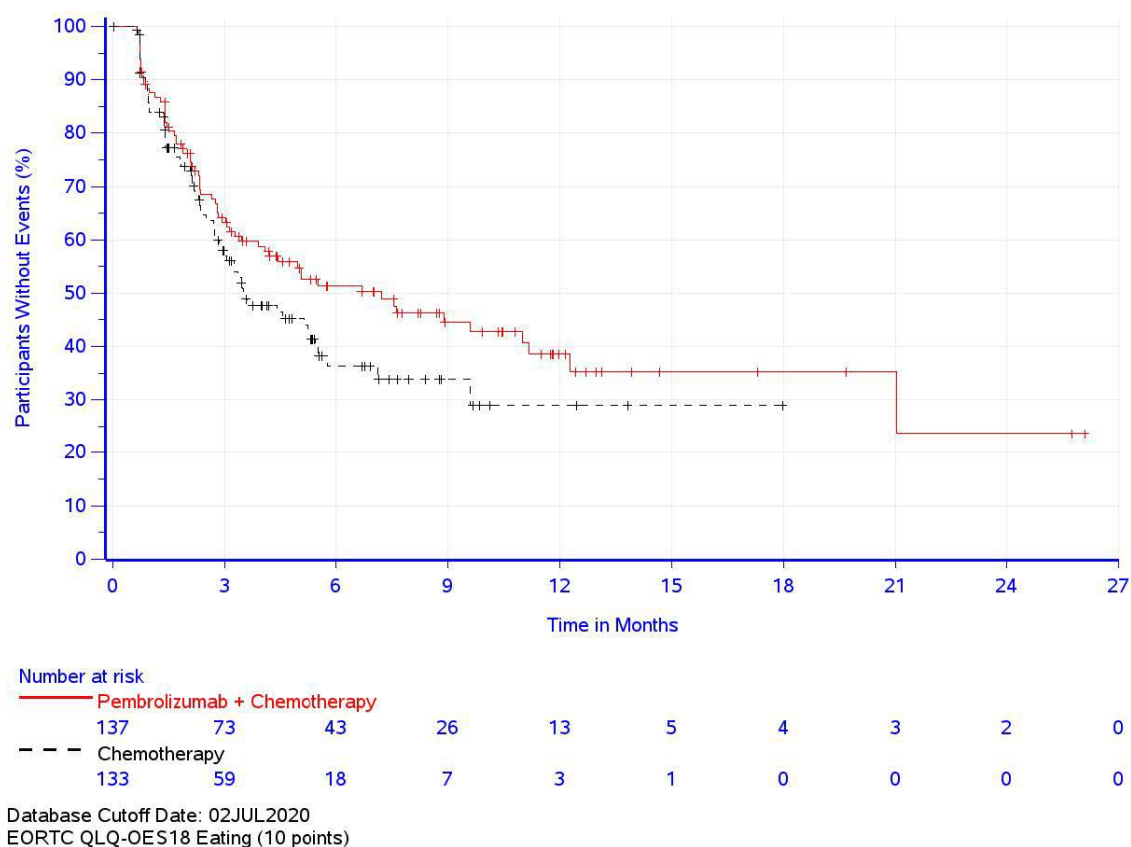 100
90
80
70
60
50
40
30
20
10
0
Participants Without Events (%)
0 3 6 9 12 15 18 21 24 27
Time in Months
Number at risk
Pembrolizumab + Chemotherapy
137 73 43 26 13 5 4 3 2 0
Chemotherapy
133 59 18 7 3 1 0 0 0 0
Database Cutoff Date: 02JUL2020
EORTC QLQ-OES18 Eating (10 points)